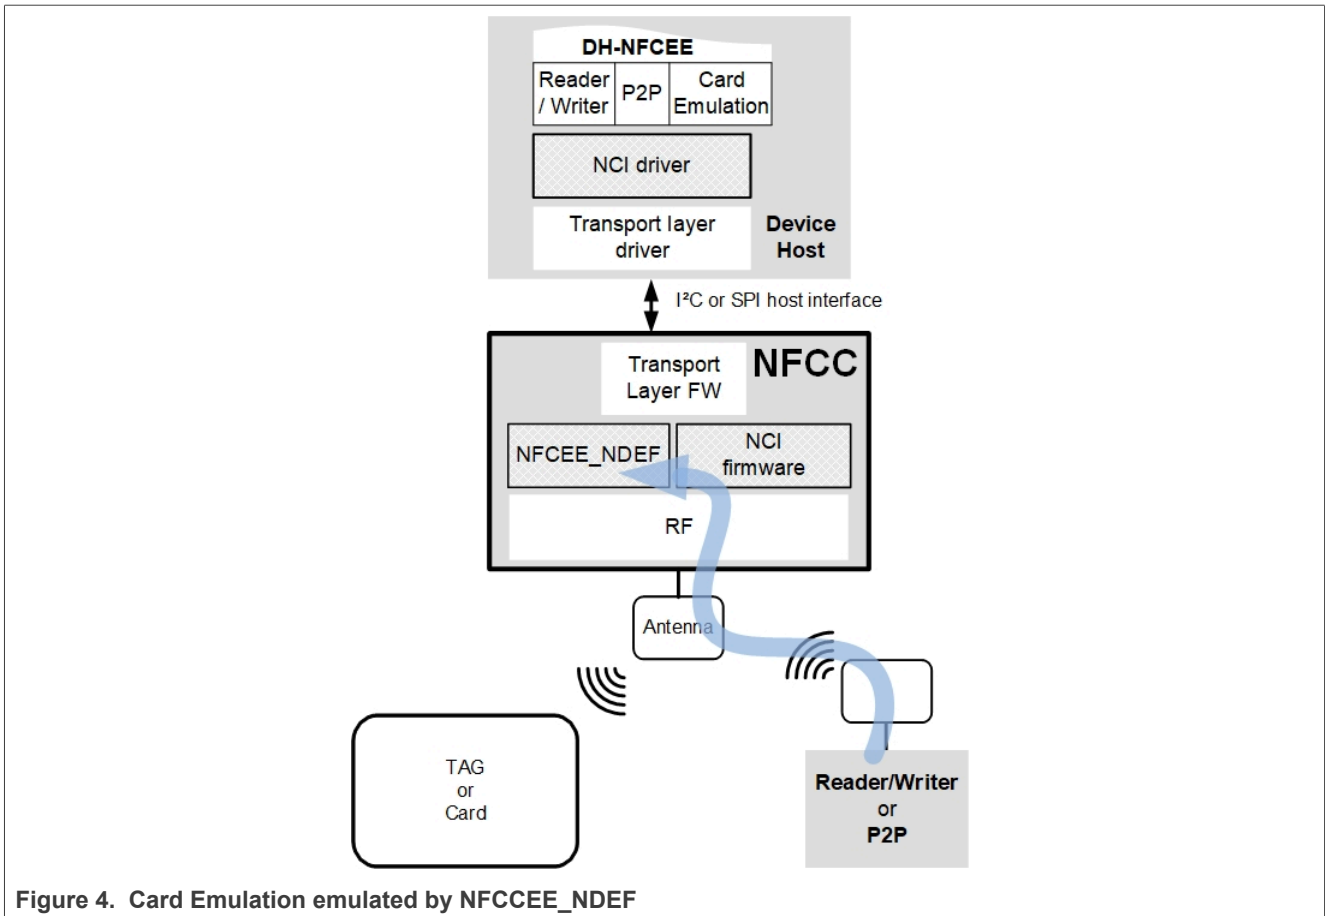 DH-NFCEE
Reader
/ Writer
P2P
Card
Emulation
NCI driver
Transport layer
driver
Device
Host
I²C or SPI host interface
NFCC
Transport
Layer FW
NFCEE_NDEF
NCI
firmware
RF
Antenna
TAG
or
Card
Reader/Writer
or
P2P
Figure 4. Card Emulation emulated by NFCCEE_NDEF